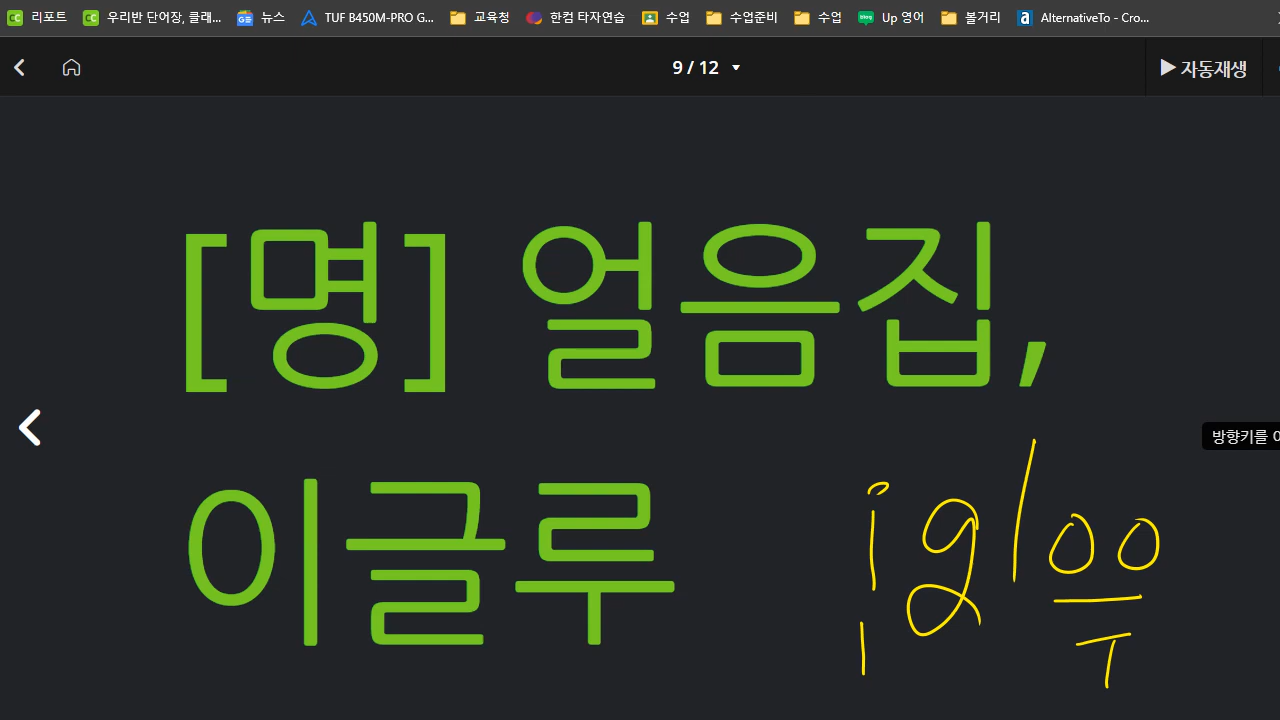 리포트 우리반 단어장, 클래... 뉴스 TUF B450M-PRO G... 교육청 한컴 타자연습 수업 수업준비 수업 Up 영어 볼거리 AlternativeTo - Cro...
9 / 12 자동재생
[명] 얼음집,
방향키를
이글루 igloo
ㅣ ㅜ